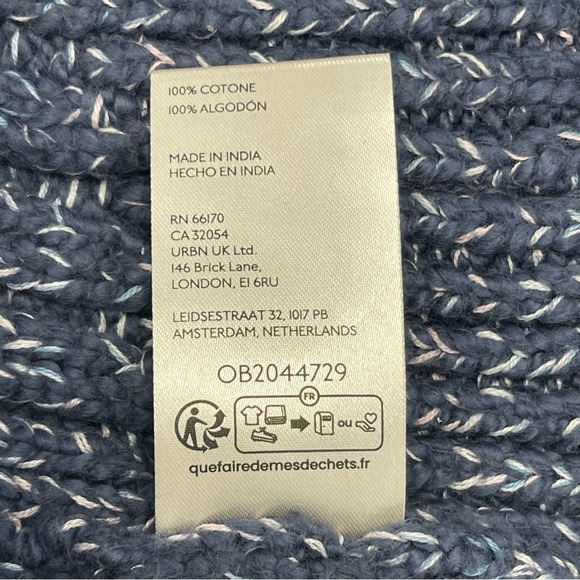 100% COTONE
100% ALGODÓN
MADE IN INDIA
HECHO EN INDIA
RN 66170
CA 32054
URBN UK Ltd.
146 Brick Lane,
LONDON, E1 6RU
LEIDSESTRAAT 32, 1017 PB
AMSTERDAM, NETHERLANDS
OB2044729
FR
ou
quefairedemesdechets.fr